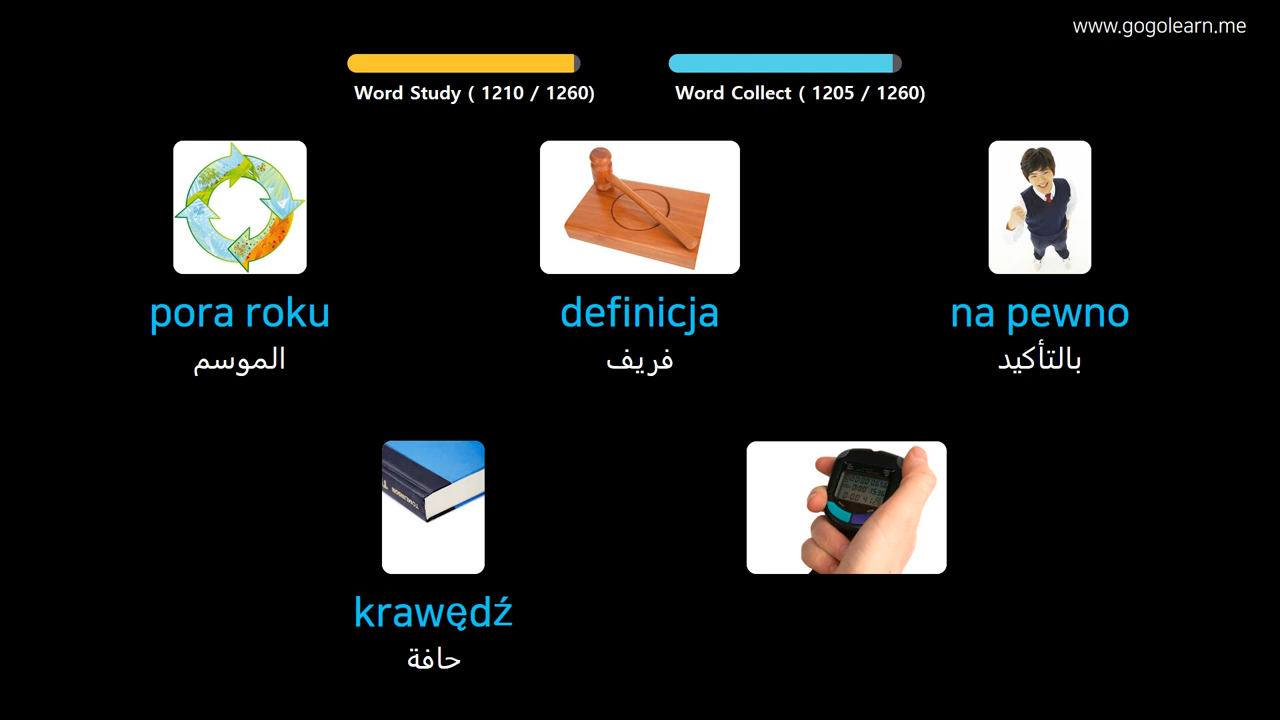 www.gogolearn.me
Word Study ( 1210 / 1260)
Word Collect ( 1205 / 1260)
pora roku
الموسم
definicja
فريف
na pewno
بالتأكيد
TOMLINSON
krawędź
حافة